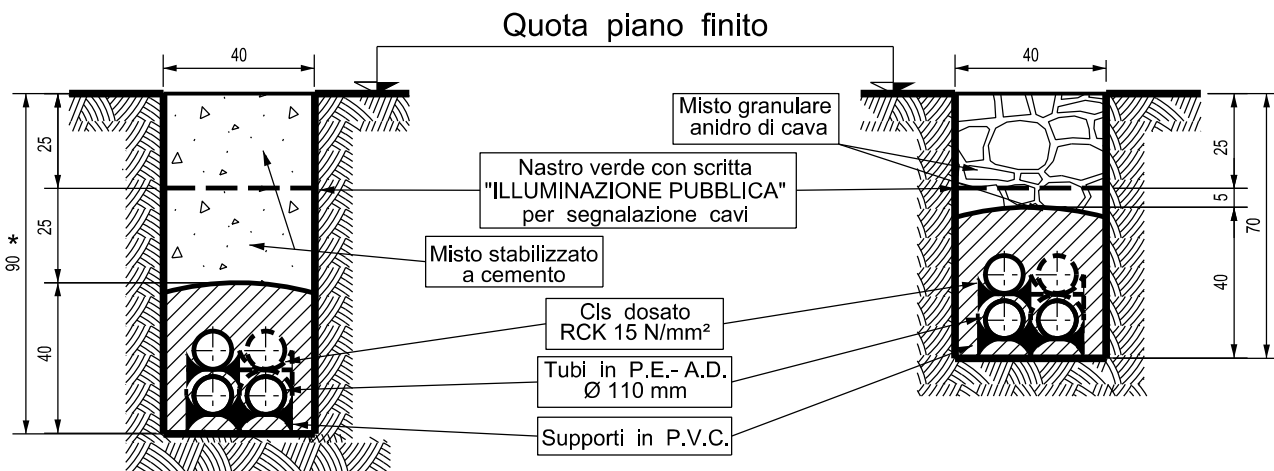 Quota piano finito
40
40
25
25
90 *
40
Misto granulare
anidro di cava
Nastro verde con scritta
"ILLUMINAZIONE PUBBLICA"
per segnalazione cavi
Misto stabilizzato
a cemento
Cls dosato
RCK 15 N/mm²
Tubi in P.E.- A.D.
Ø 110 mm
Supporti in P.V.C.
25
5
40
70